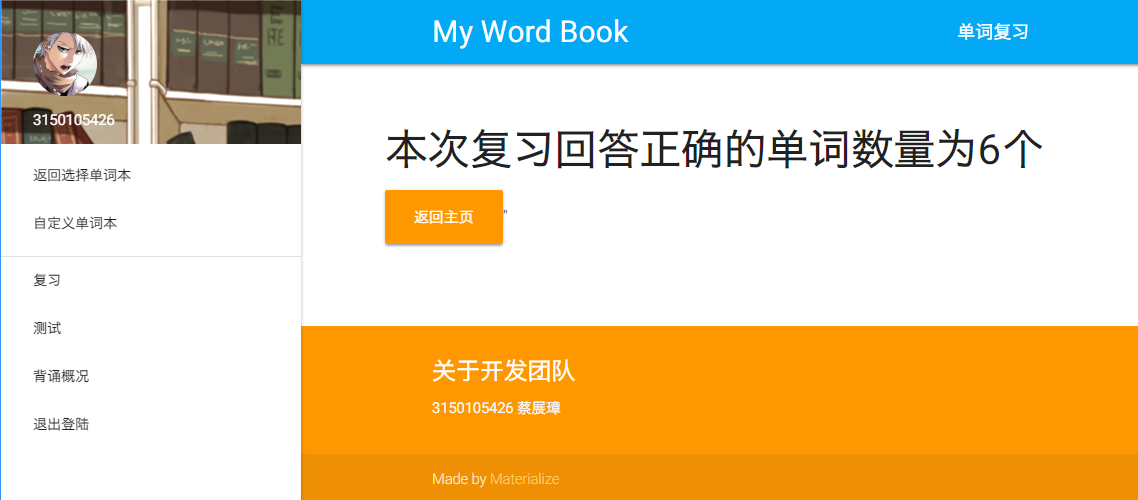 My Word Book
单词复习
3150105426
返回选择单词本
自定义单词本
复习
测试
背诵概况
退出登陆
本次复习回答正确的单词数量为6个
返回主页"
关于开发团队
3150105426 蔡展璋
Made by Materialize